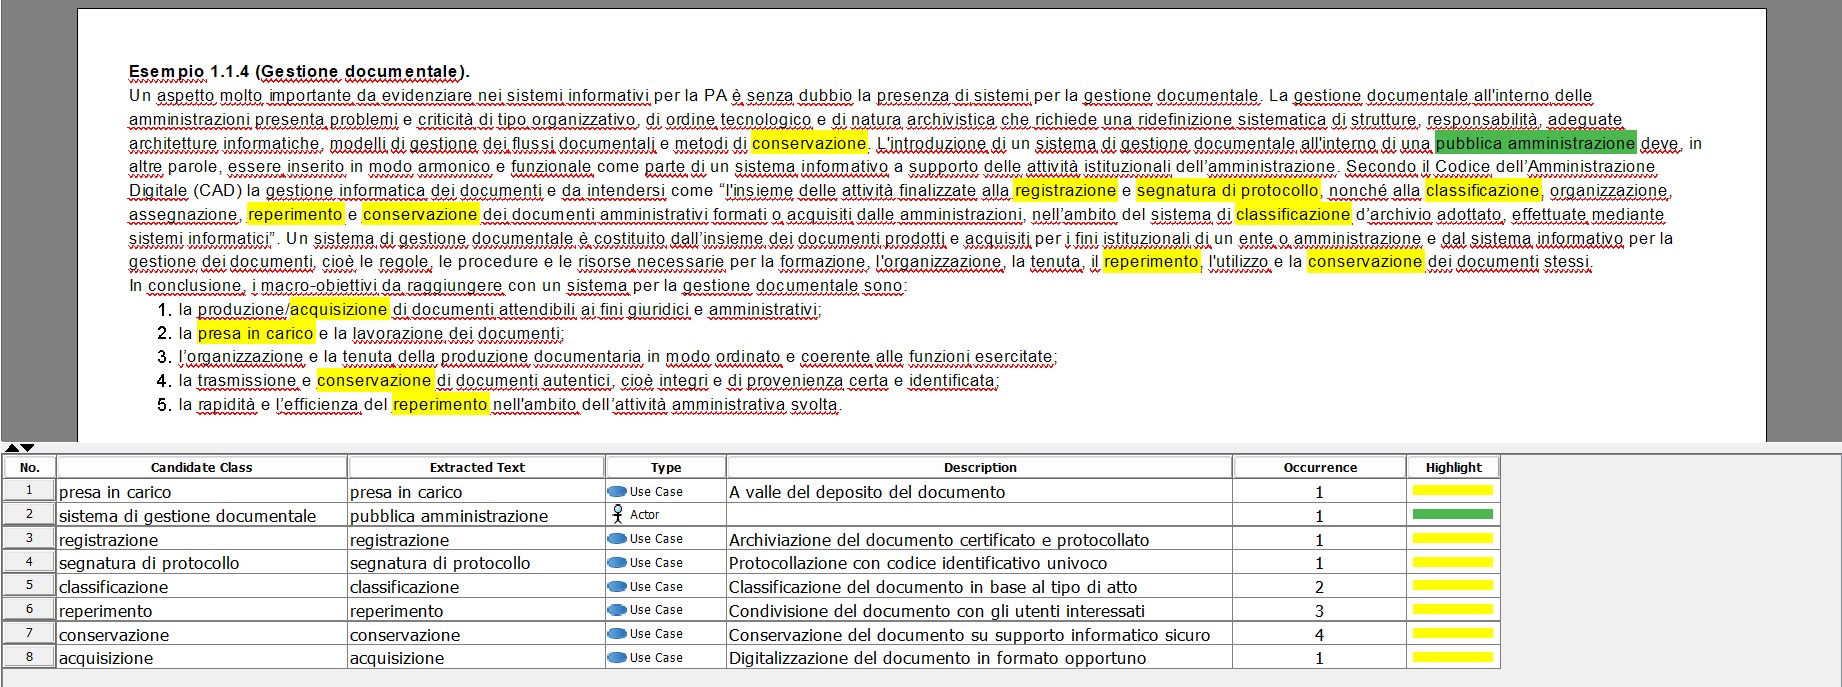 Esempio 1.1.4 (Gestione documentale).
Un aspetto molto importante da evidenziare nei sistemi informativi per la PA è senza dubbio la presenza di sistemi per la gestione documentale. La gestione documentale all'interno delle
amministrazioni presenta problemi e criticità di tipo organizzativo, di ordine tecnologico e di natura archivistica che richiede una ridefinizione sistematica di strutture, responsabilità, adeguate
architetture informatiche, modelli di gestione dei flussi documentali e metodi di conservazione. L'introduzione di un sistema di gestione documentale all'interno di una pubblica amministrazione deve, in
altre parole, essere inserito in modo armonico e funzionale come parte di un sistema informativo a supporto delle attività istituzionali dell’amministrazione. Secondo il Codice dell’Amministrazione
Digitale (CAD) la gestione informatica dei documenti e da intendersi come “l'insieme delle attività finalizzate alla registrazione e segnatura di protocollo, nonché alla classificazione, organizzazione,
assegnazione, reperimento e conservazione dei documenti amministrativi formati o acquisiti dalle amministrazioni, nell’ambito del sistema di classificazione d’archivio adottato, effettuate mediante
sistemi informatici”. Un sistema di gestione documentale è costituito dall’insieme dei documenti prodotti e acquisiti per i fini istituzionali di un ente o amministrazione e dal sistema informativo per la
gestione dei documenti, cioè le regole, le procedure e le risorse necessarie per la formazione, l'organizzazione, la tenuta, il reperimento, l'utilizzo e la conservazione dei documenti stessi.
In conclusione, i macro-obiettivi da raggiungere con un sistema per la gestione documentale sono:
1. la produzione/acquisizione di documenti attendibili ai fini giuridici e amministrativi;
2. la presa in carico e la lavorazione dei documenti;
3. l’organizzazione e la tenuta della produzione documentaria in modo ordinato e coerente alle funzioni esercitate;
4. la trasmissione e conservazione di documenti autentici, cioè integri e di provenienza certa e identificata;
5. la rapidità e l’efficienza del reperimento nell'ambito dell’attività amministrativa svolta.
No. Candidate Class Extracted Text Type Description Occurrence Highlight
1 presa in carico presa in carico Use Case A valle del deposito del documento 1
2 sistema di gestione documentale pubblica amministrazione Actor 1
3 registrazione registrazione Use Case Archiviazione del documento certificato e protocollato 1
4 segnatura di protocollo segnatura di protocollo Use Case Protocollazione con codice identificativo univoco 1
5 classificazione classificazione Use Case Classificazione del documento in base al tipo di atto 2
6 reperimento reperimento Use Case Condivisione del documento con gli utenti interessati 3
7 conservazione conservazione Use Case Conservazione del documento su supporto informatico sicuro 4
8 acquisizione acquisizione Use Case Digitalizzazione del documento in formato opportuno 1